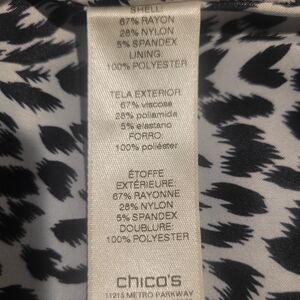 SHELL:
67% RAYON
28% NYLON
5% SPANDEX
LINING:
100% POLYESTER
TELA EXTERIOR
67% viscose
28% poliamida
5% elastano
FORRO:
100% poliéster
ÉTOFFE
EXTÉRIEURE:
67% RAYON
28% NYLON
5% SPANDEX
DOUBLURE:
100% POLYESTER
chico's
11215 METRO PARKWAY